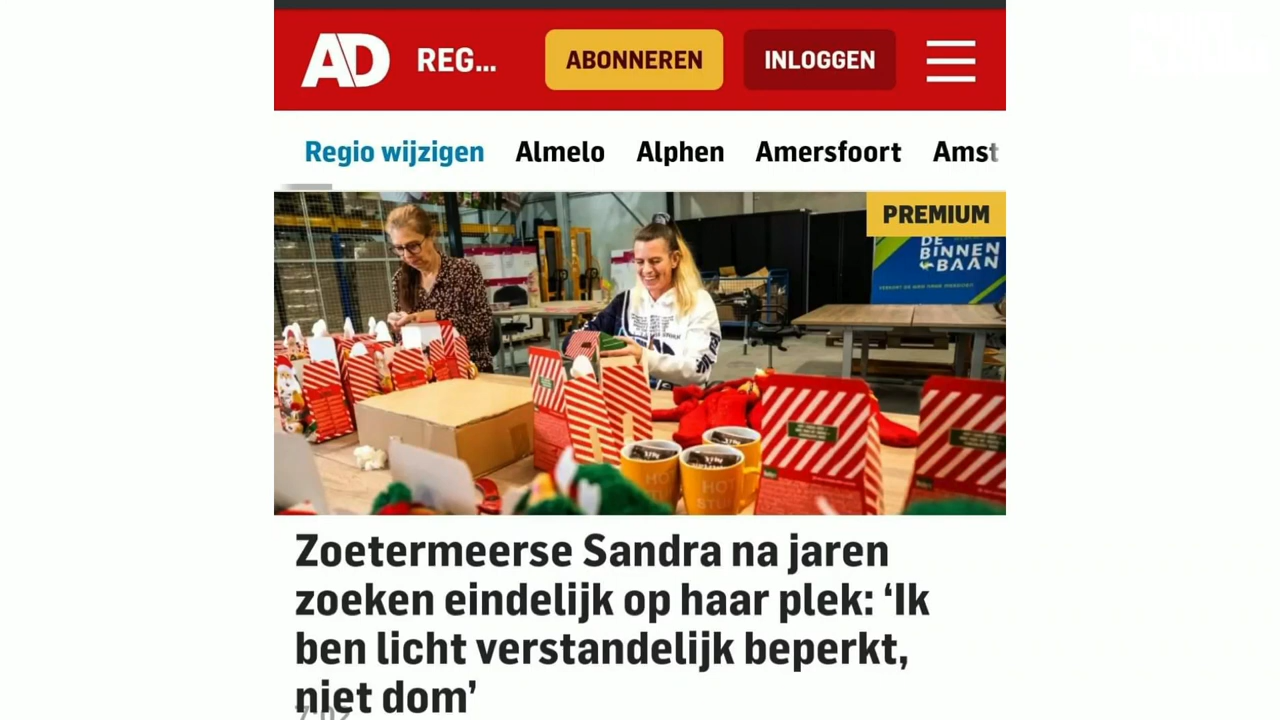 AD REG... ABONNEREN INLOGGEN
Regio wijzigen Almelo Alphen Amersfoort Amst
PREMIUM
DE
BINNEN
BAAN
HOT
Zoetermeerse Sandra na jaren
zoeken eindelijk op haar plek: ‘Ik
ben licht verstandelijk beperkt,
niet dom’